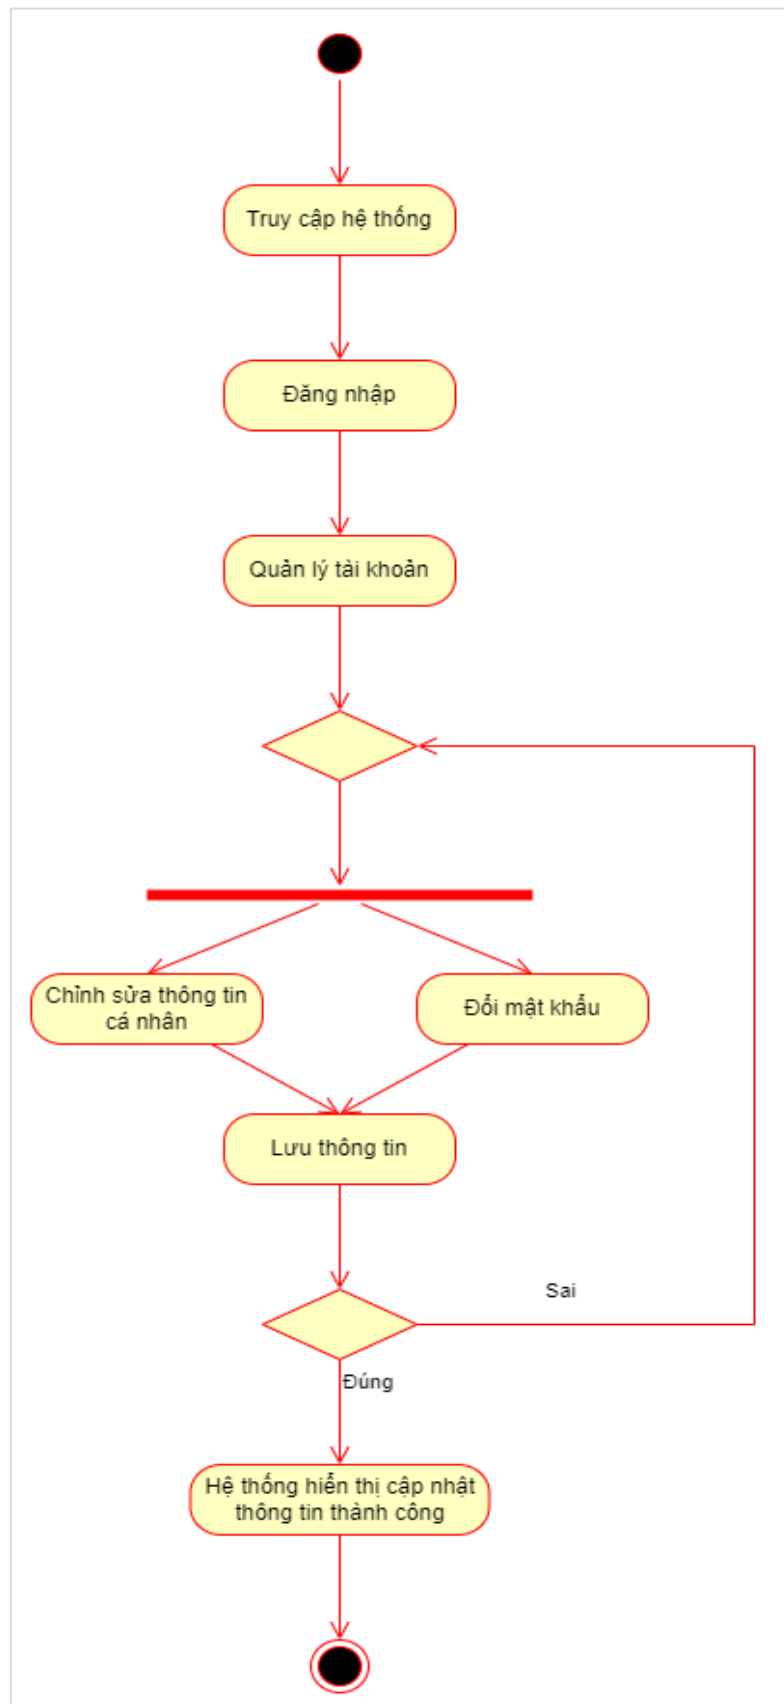 Truy cập hệ thống
Đăng nhập
Quản lý tài khoản
Chỉnh sửa thông tin
cá nhân
Đổi mật khẩu
Lưu thông tin
Sai
Đúng
Hệ thống hiển thị cập nhật
thông tin thành công